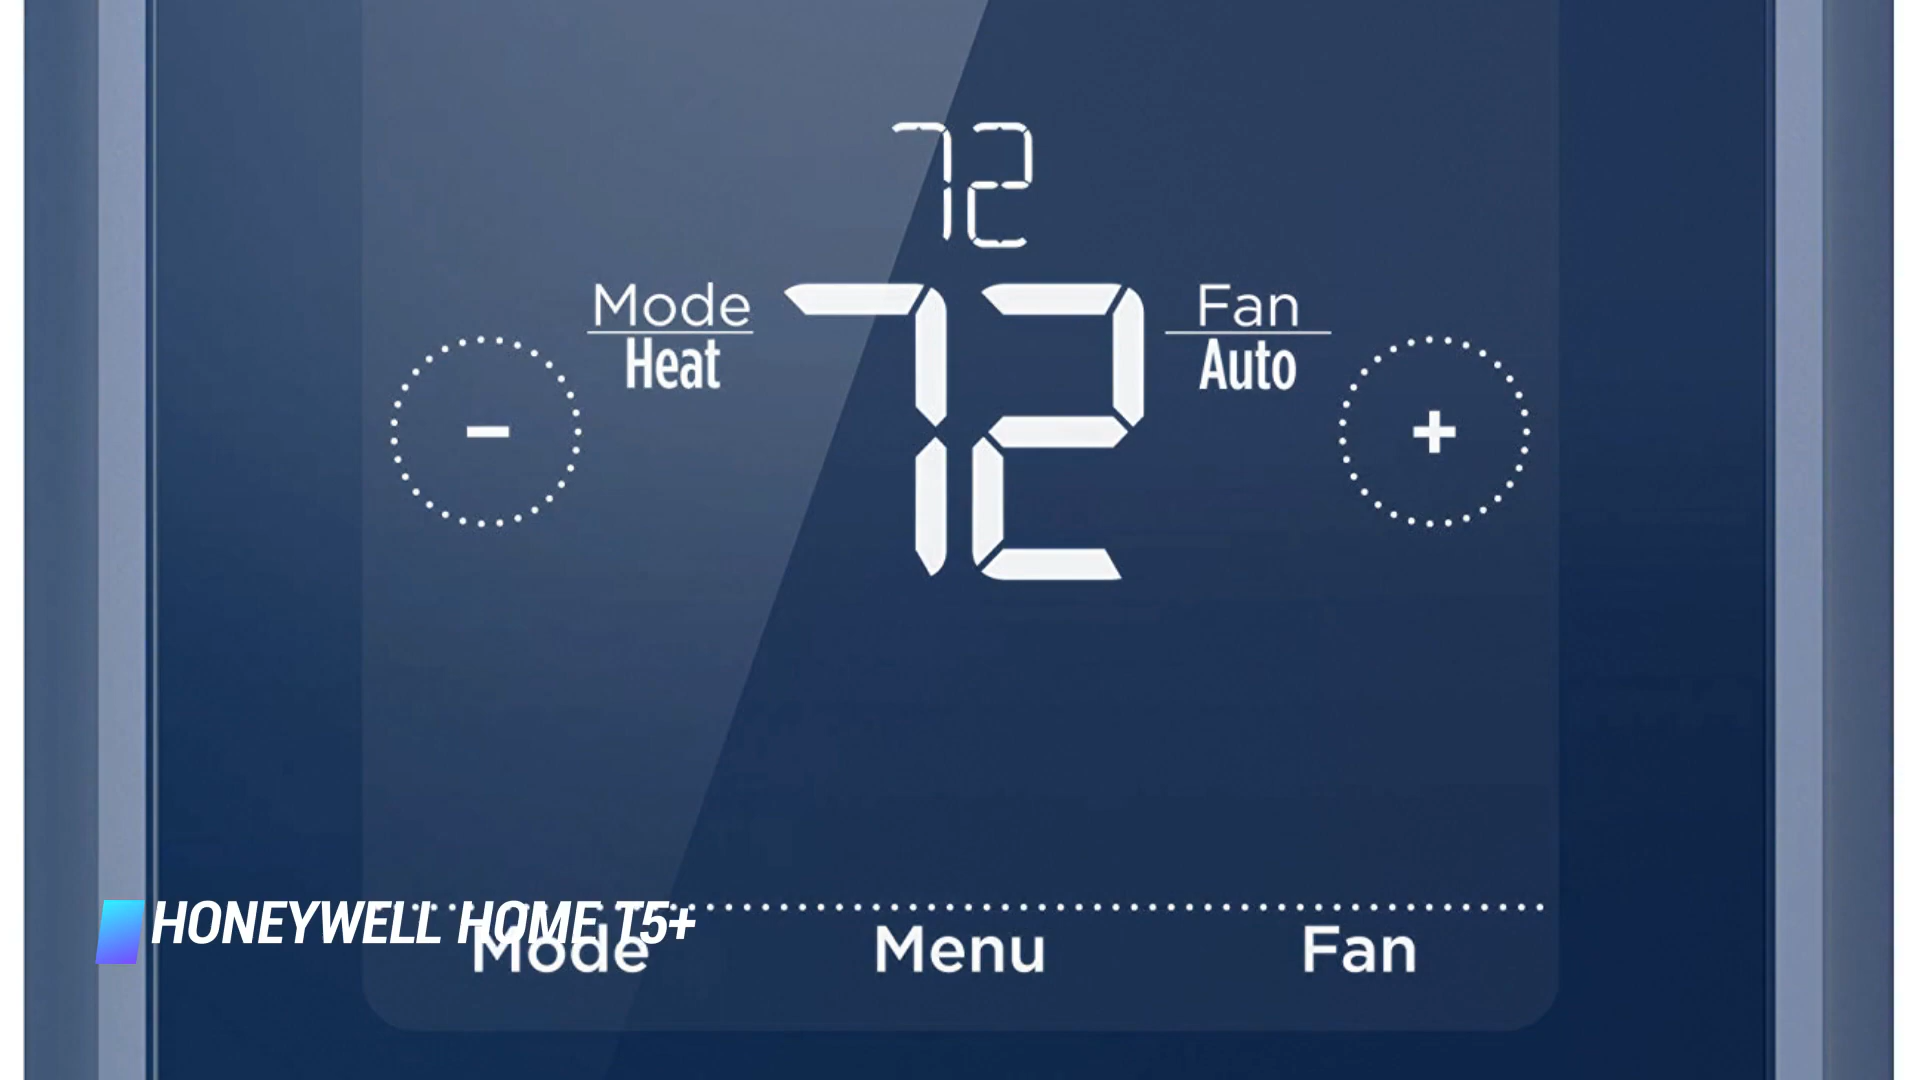 72
Mode 72 Fan
Heat Auto
- +
HONEYWELL HOME T5+
Mode Menu Fan